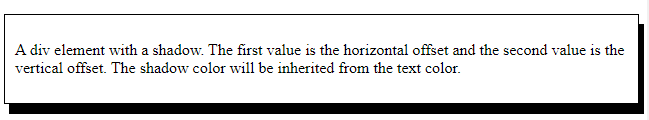 A div element with a shadow. The first value is the horizontal offset and the second value is the
vertical offset. The shadow color will be inherited from the text color.